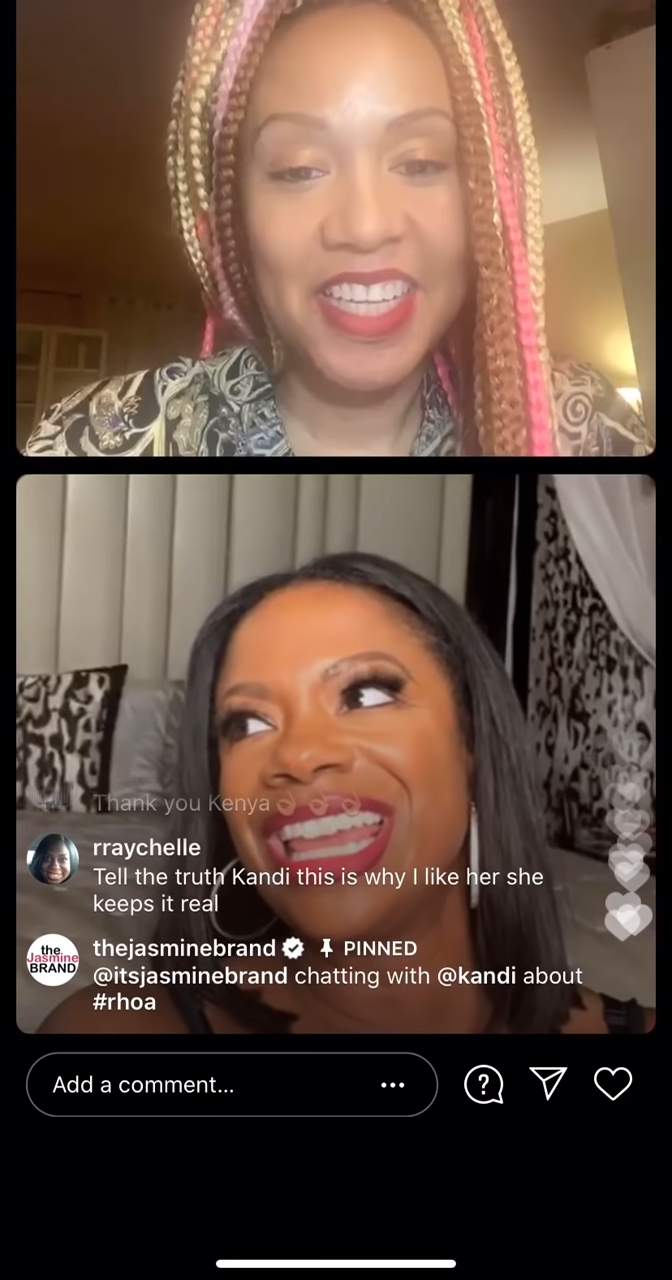 Thank you Kenya👌👌👌
rraychelle
Tell the truth Kandi this is why I like her she
keeps it real
the
Jasmine
BRAND
thejasminebrand PINNED
@itsjasminebrand chatting with @kandi about
#rhoa
Add a comment...
?